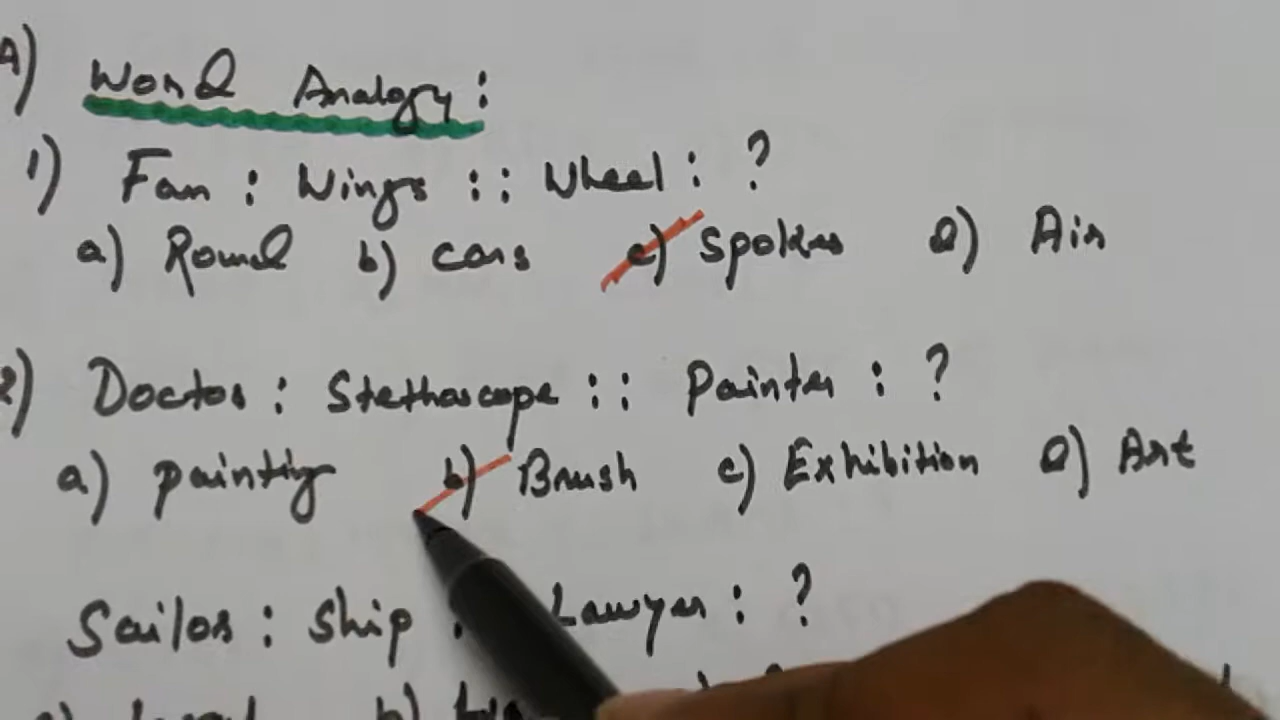 A) Word Analogy:
1) Fan : Wings :: Wheel : ?
a) Round b) cars c) spokes d) Air
2) Doctor : Stethoscope :: Painter : ?
a) painting b) Brush c) Exhibition d) Art
Sailor : ship : Lawyer : ?
b)